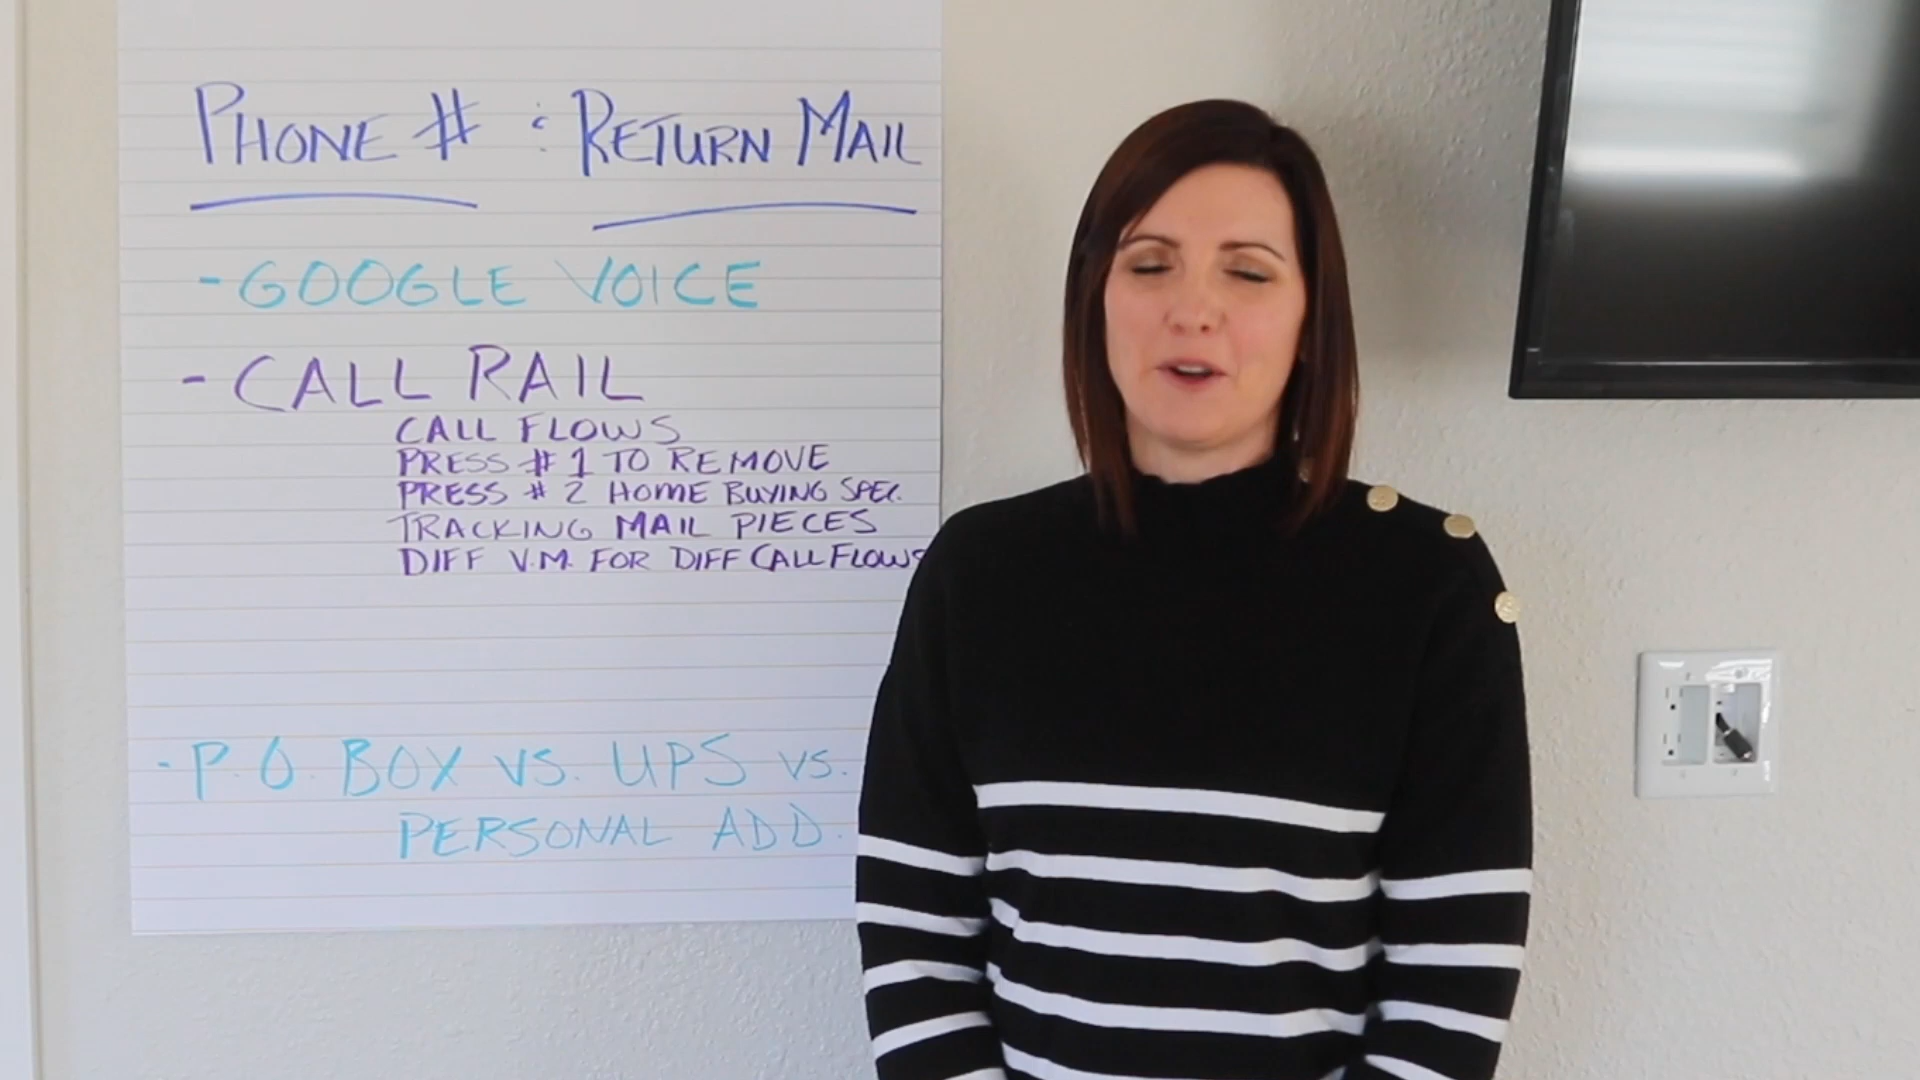 PHONE # : RETURN MAIL
- GOOGLE VOICE
- CALL RAIL
CALL FLOWS
PRESS # 1 TO REMOVE
PRESS # 2 HOME BUYING SPEC.
TRACKING MAIL PIECES
DIFF V.M. FOR DIFF CALL FLOWS
- P.O. BOX VS. UPS VS.
PERSONAL ADD.